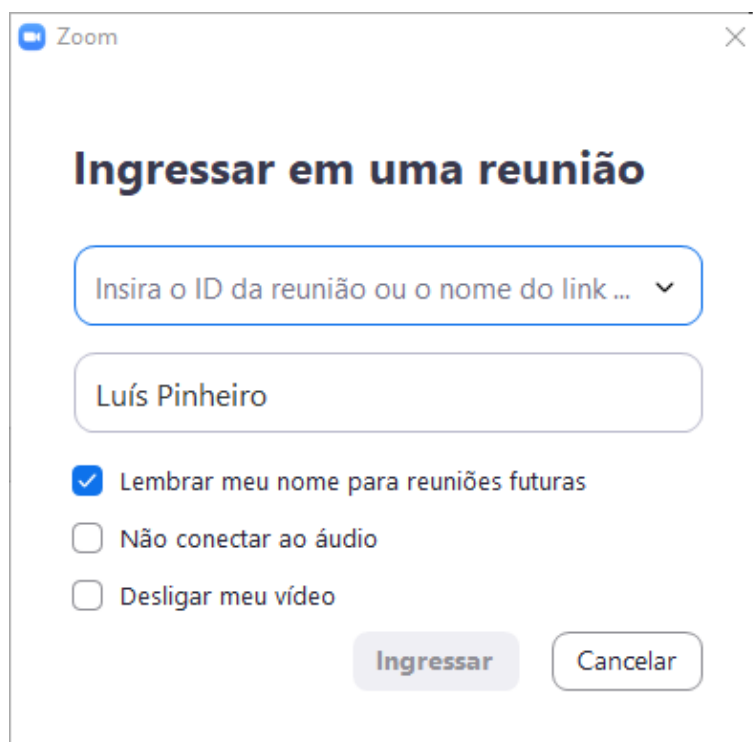 Zoom
Ingressar em uma reunião
Insira o ID da reunião ou o nome do link ...
Luís Pinheiro
Lembrar meu nome para reuniões futuras
Não conectar ao áudio
Desligar meu vídeo
Ingressar
Cancelar